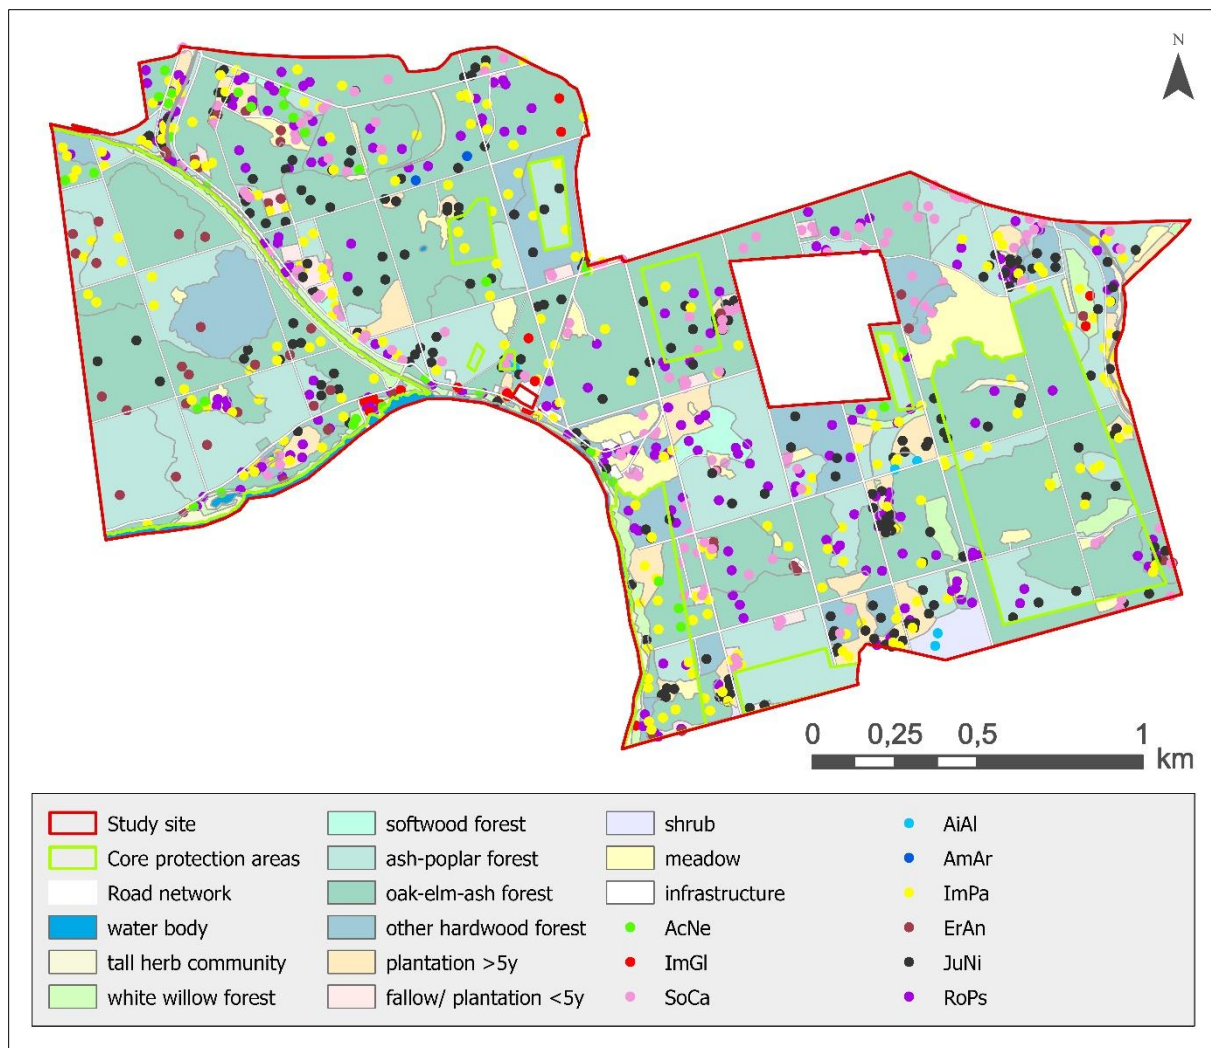 N
0 0,25 0,5 1
km
Study site softwood forest shrub AiAl
Core protection areas ash-poplar forest meadow AmAr
Road network oak-elm-ash forest infrastructure ImPa
water body other hardwood forest AcNe ErAn
tall herb community plantation >5y ImGl JuNi
white willow forest fallow/ plantation <5y SoCa RoPs